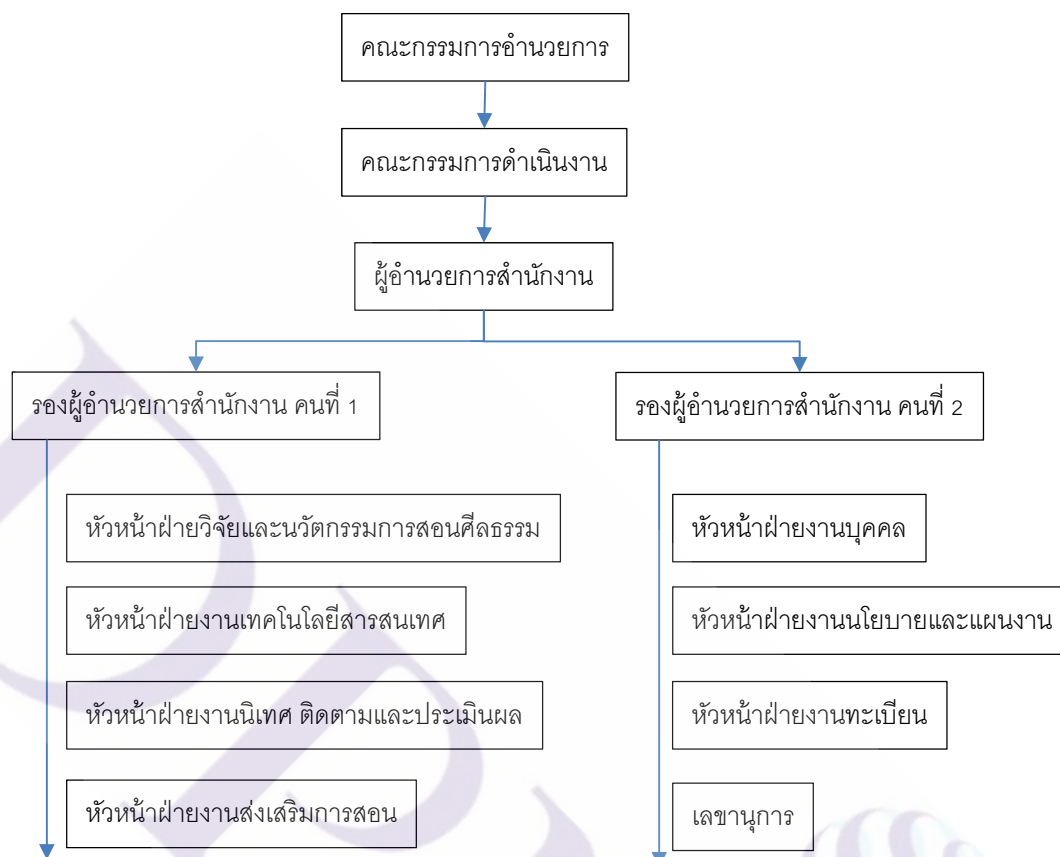 คณะกรรมการอำนวยการ
คณะกรรมการดำเนินงาน
ผู้อำนวยการสำนักงาน
รองผู้อำนวยการสำนักงาน คนที่ 1
รองผู้อำนวยการสำนักงาน คนที่ 2
หัวหน้าฝ่ายวิจัยและนวัตกรรมการสอนศีลธรรม
หัวหน้าฝ่ายงานเทคโนโลยีสารสนเทศ
หัวหน้าฝ่ายงานนิเทศ ติดตามและประเมินผล
หัวหน้าฝ่ายงานส่งเสริมการสอน
หัวหน้าฝ่ายงานบุคคล
หัวหน้าฝ่ายงานนโยบายและแผนงาน
หัวหน้าฝ่ายงานทะเบียน
เลขานุการ